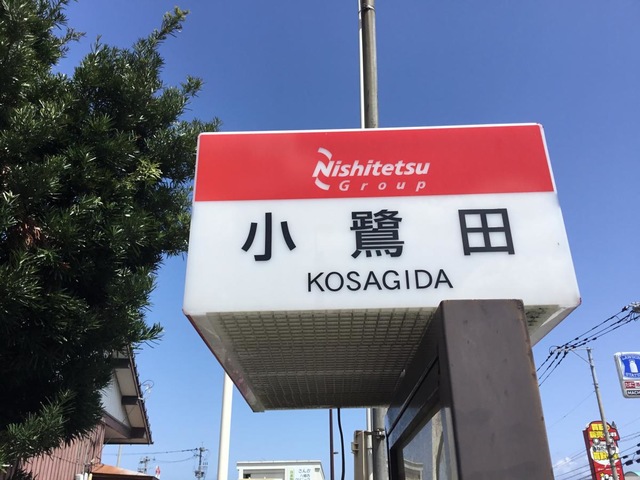 Nishitetsu
Group
小鷺田
KOSAGIDA